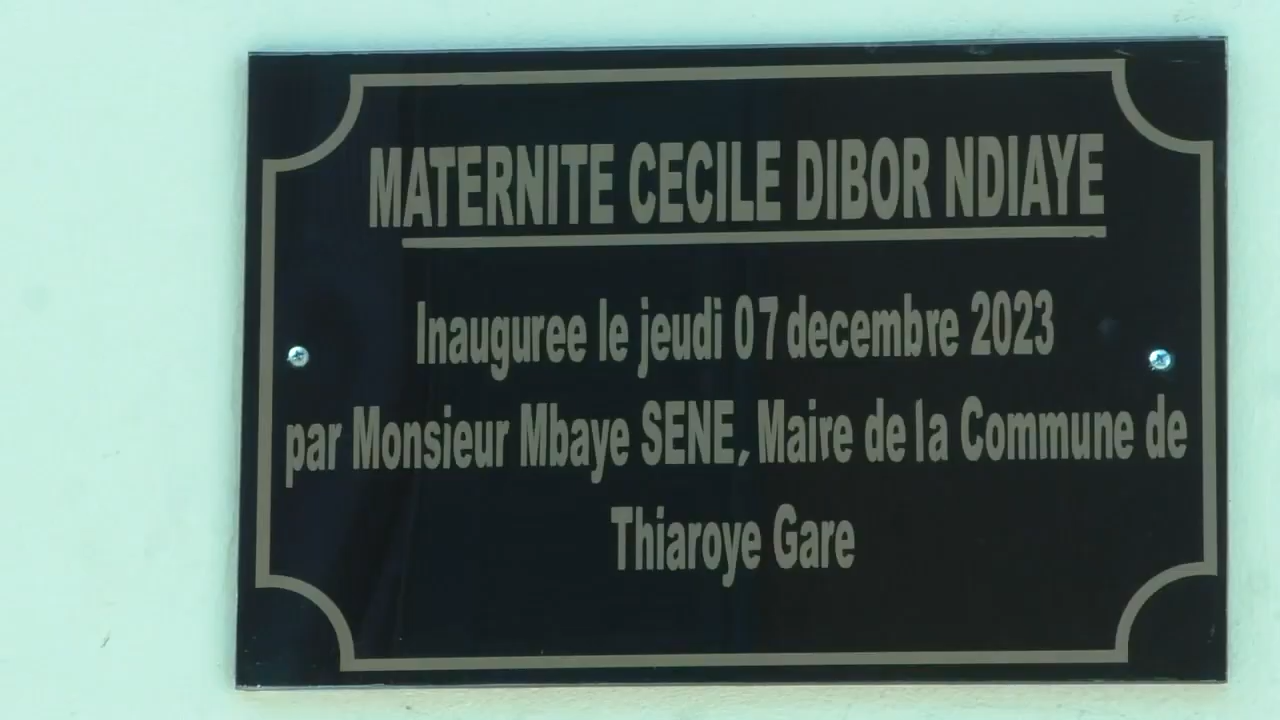 MATERNITE CECILE DIBOR NDIAYE
Inauguree le jeudi 07 decembre 2023
par Monsieur Mbaye SENE, Maire de la Commune de
Thiaroye Gare